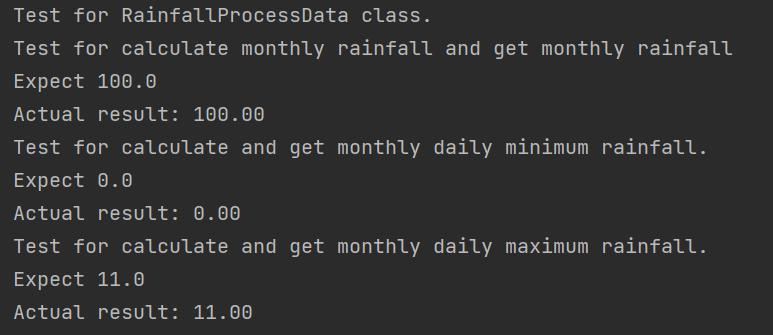 Test for RainfallProcessData class.
Test for calculate monthly rainfall and get monthly rainfall
Expect 100.0
Actual result: 100.00
Test for calculate and get monthly daily minimum rainfall.
Expect 0.0
Actual result: 0.00
Test for calculate and get monthly daily maximum rainfall.
Expect 11.0
Actual result: 11.00